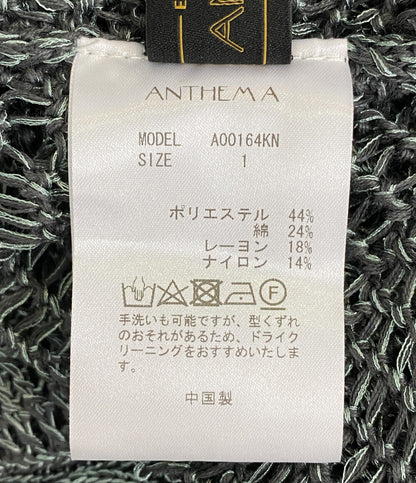 ANTHEM A
MODEL A00164KN
SIZE 1
ポリエステル 44%
綿 24%
レーヨン 18%
ナイロン 14%
手洗いも可能ですが、型くずれ
のおそれがあるため、ドライク
リーニングをおすすめいたしま
す。
中国製